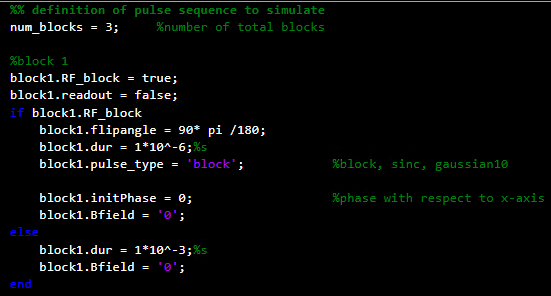 %% definition of pulse sequence to simulate
num_blocks = 3;     %number of total blocks
%block 1
block1.RF_block = true;
block1.readout = false;
if block1.RF_block
    block1.flipangle = 90* pi /180;
    block1.dur = 1*10^-6;%s
    block1.pulse_type = 'block';            %block, sinc, gaussian10
    block1.initPhase = 0;                   %phase with respect to x-axis
    block1.Bfield = '0';
else
    block1.dur = 1*10^-3;%s
    block1.Bfield = '0';
end